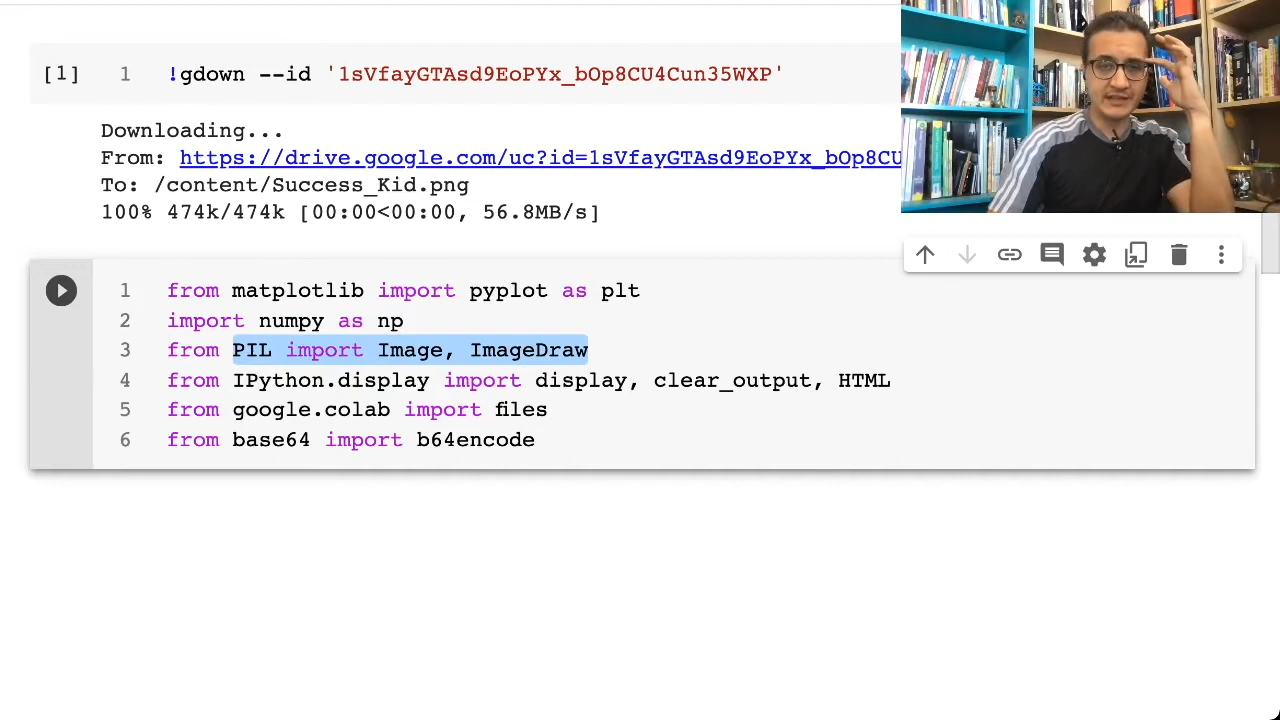 [1] 1 !gdown --id '1sVfayGTAsd9EoPYx_bOp8CU4Cun35WXP'
Downloading...
From: https://drive.google.com/uc?id=1sVfayGTAsd9EoPYx_bOp8CU
To: /content/Success_Kid.png
100% 474k/474k [00:00<00:00, 56.8MB/s]
1 from matplotlib import pyplot as plt
2 import numpy as np
3 from PIL import Image, ImageDraw
4 from IPython.display import display, clear_output, HTML
5 from google.colab import files
6 from base64 import b64encode